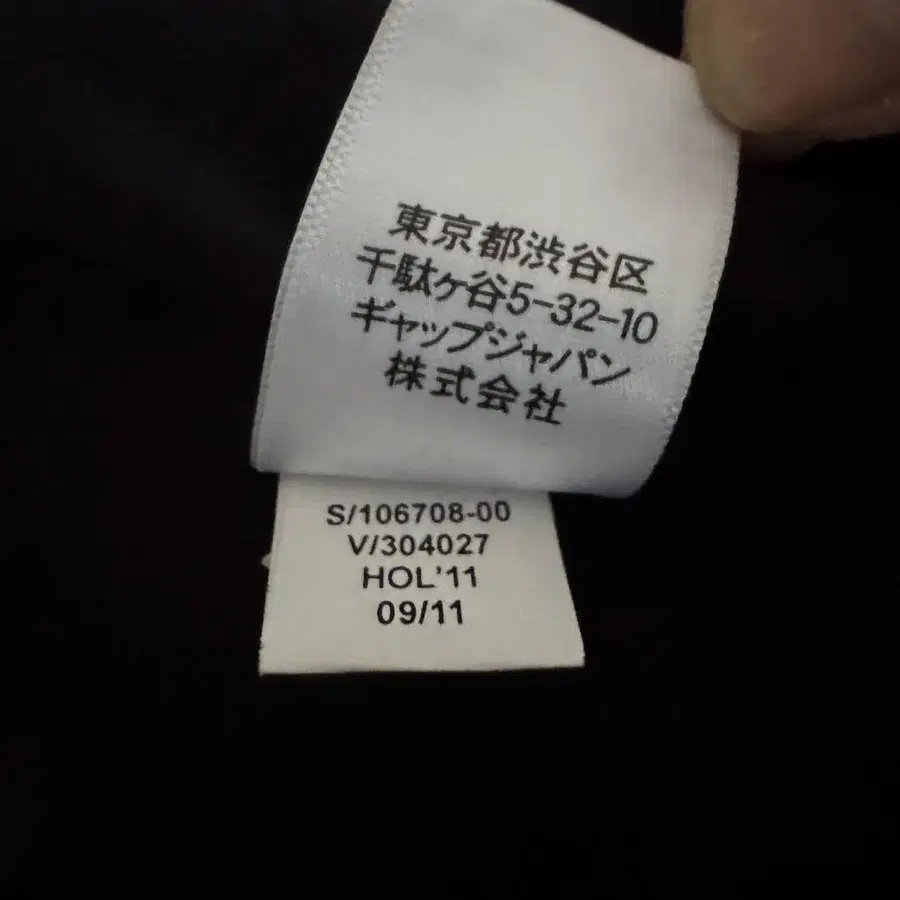 東京都渋谷区
千駄ヶ谷5-32-10
ギャップジャパン
株式会社
S/106708-00
V/304027
HOL'11
09/11